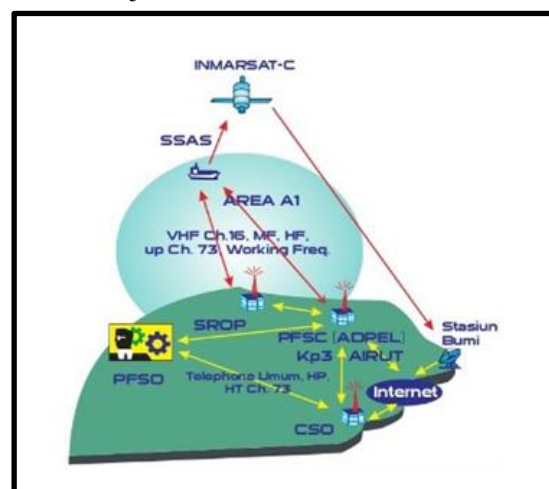 INMARSAT-C
SSAS
AREA A1
VHF Ch.16, MF, HF,
up Ch. 73, Working Freq.
SROP
PFSC (ADPEL)
Kp3 AIRUT
Stasiun
Bumi
PFSO
Telephone Umum, HP,
HT Ch. 73
Internet
CSO